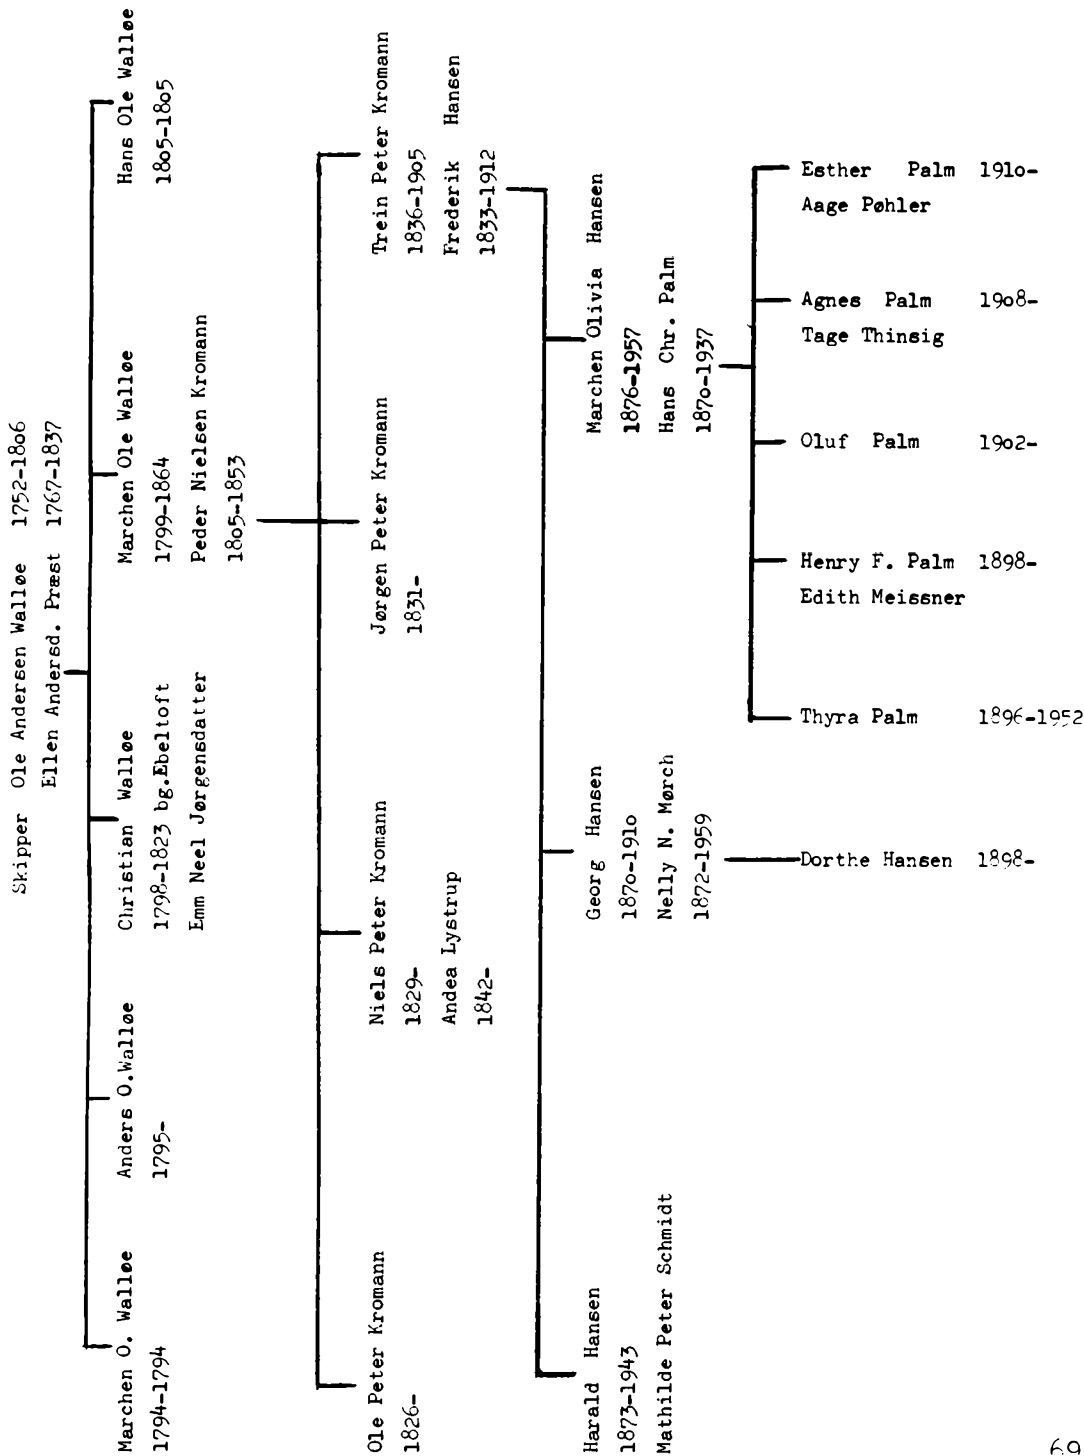 Skipper Ole Andersen Walløe 1752-1806
Ellen Andersd. Præst 1767-1837
Marchen O. Walløe
1794-1794
Anders O.Walløe
1795-
Christian Walløe
1798-1823 bg.Ebeltoft
Emm Neel Jørgensdatter
Marchen Ole Walløe
1799-1864
Peder Nielsen Kromann
1805-1853
Hans Ole Walløe
1805-1805
Ole Peter Kromann
1826-
Niels Peter Kromann
1829-
Andea Lystrup
1842-
Jørgen Peter Kromann
1831-
Trein Peter Kromann
1836-1905
Frederik Hansen
1833-1912
Harald Hansen
1873-1943
Mathilde Peter Schmidt
Georg Hansen
1870-1910
Nelly N. Mørch
1872-1959
Marchen Olivia Hansen
1876-1957
Hans Chr. Palm
1870-1937
Dorthe Hansen 1898-
Thyra Palm 1896-1952
Henry F. Palm 1898-
Edith Meissner
Oluf Palm 1902-
Agnes Palm 1908-
Tage Thinsig
Esther Palm 1910-
Aage Pøhler
69